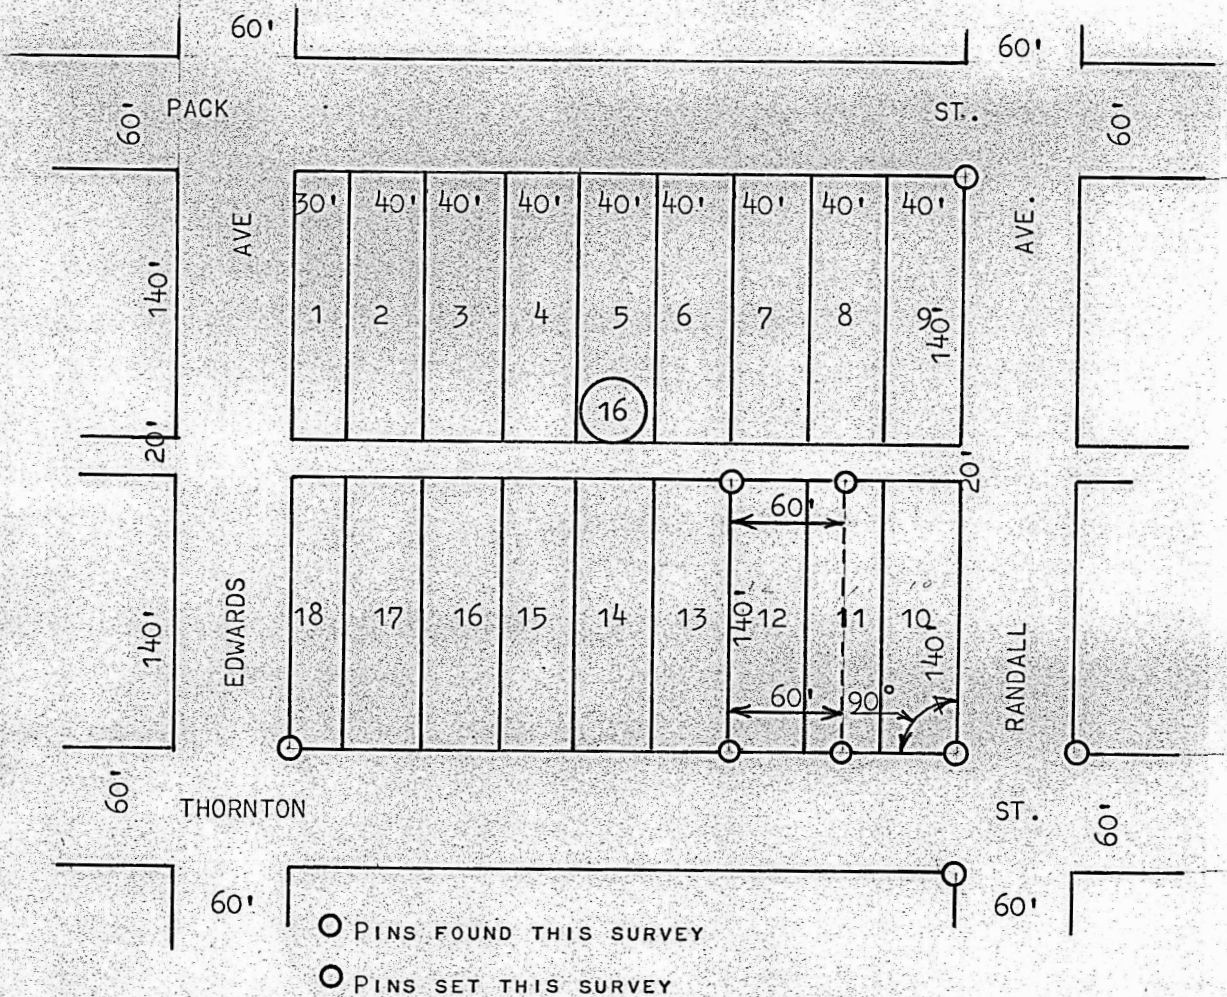 60' 60'
60' PACK ST.. 60'
30' 40' 40' 40' 40' 40' 40' 40' 40'
AVE AVE.
140' 1 2 3 4 5 6 7 8 9 140'
16
20' 20'
60'
140' 18 17 16 15 14 13 140' 12 11 10 140'
EDWARDS RANDALL
60' 90°
60' THORNTON ST. 60'
60' 60'
PINS FOUND THIS SURVEY
PINS SET THIS SURVEY